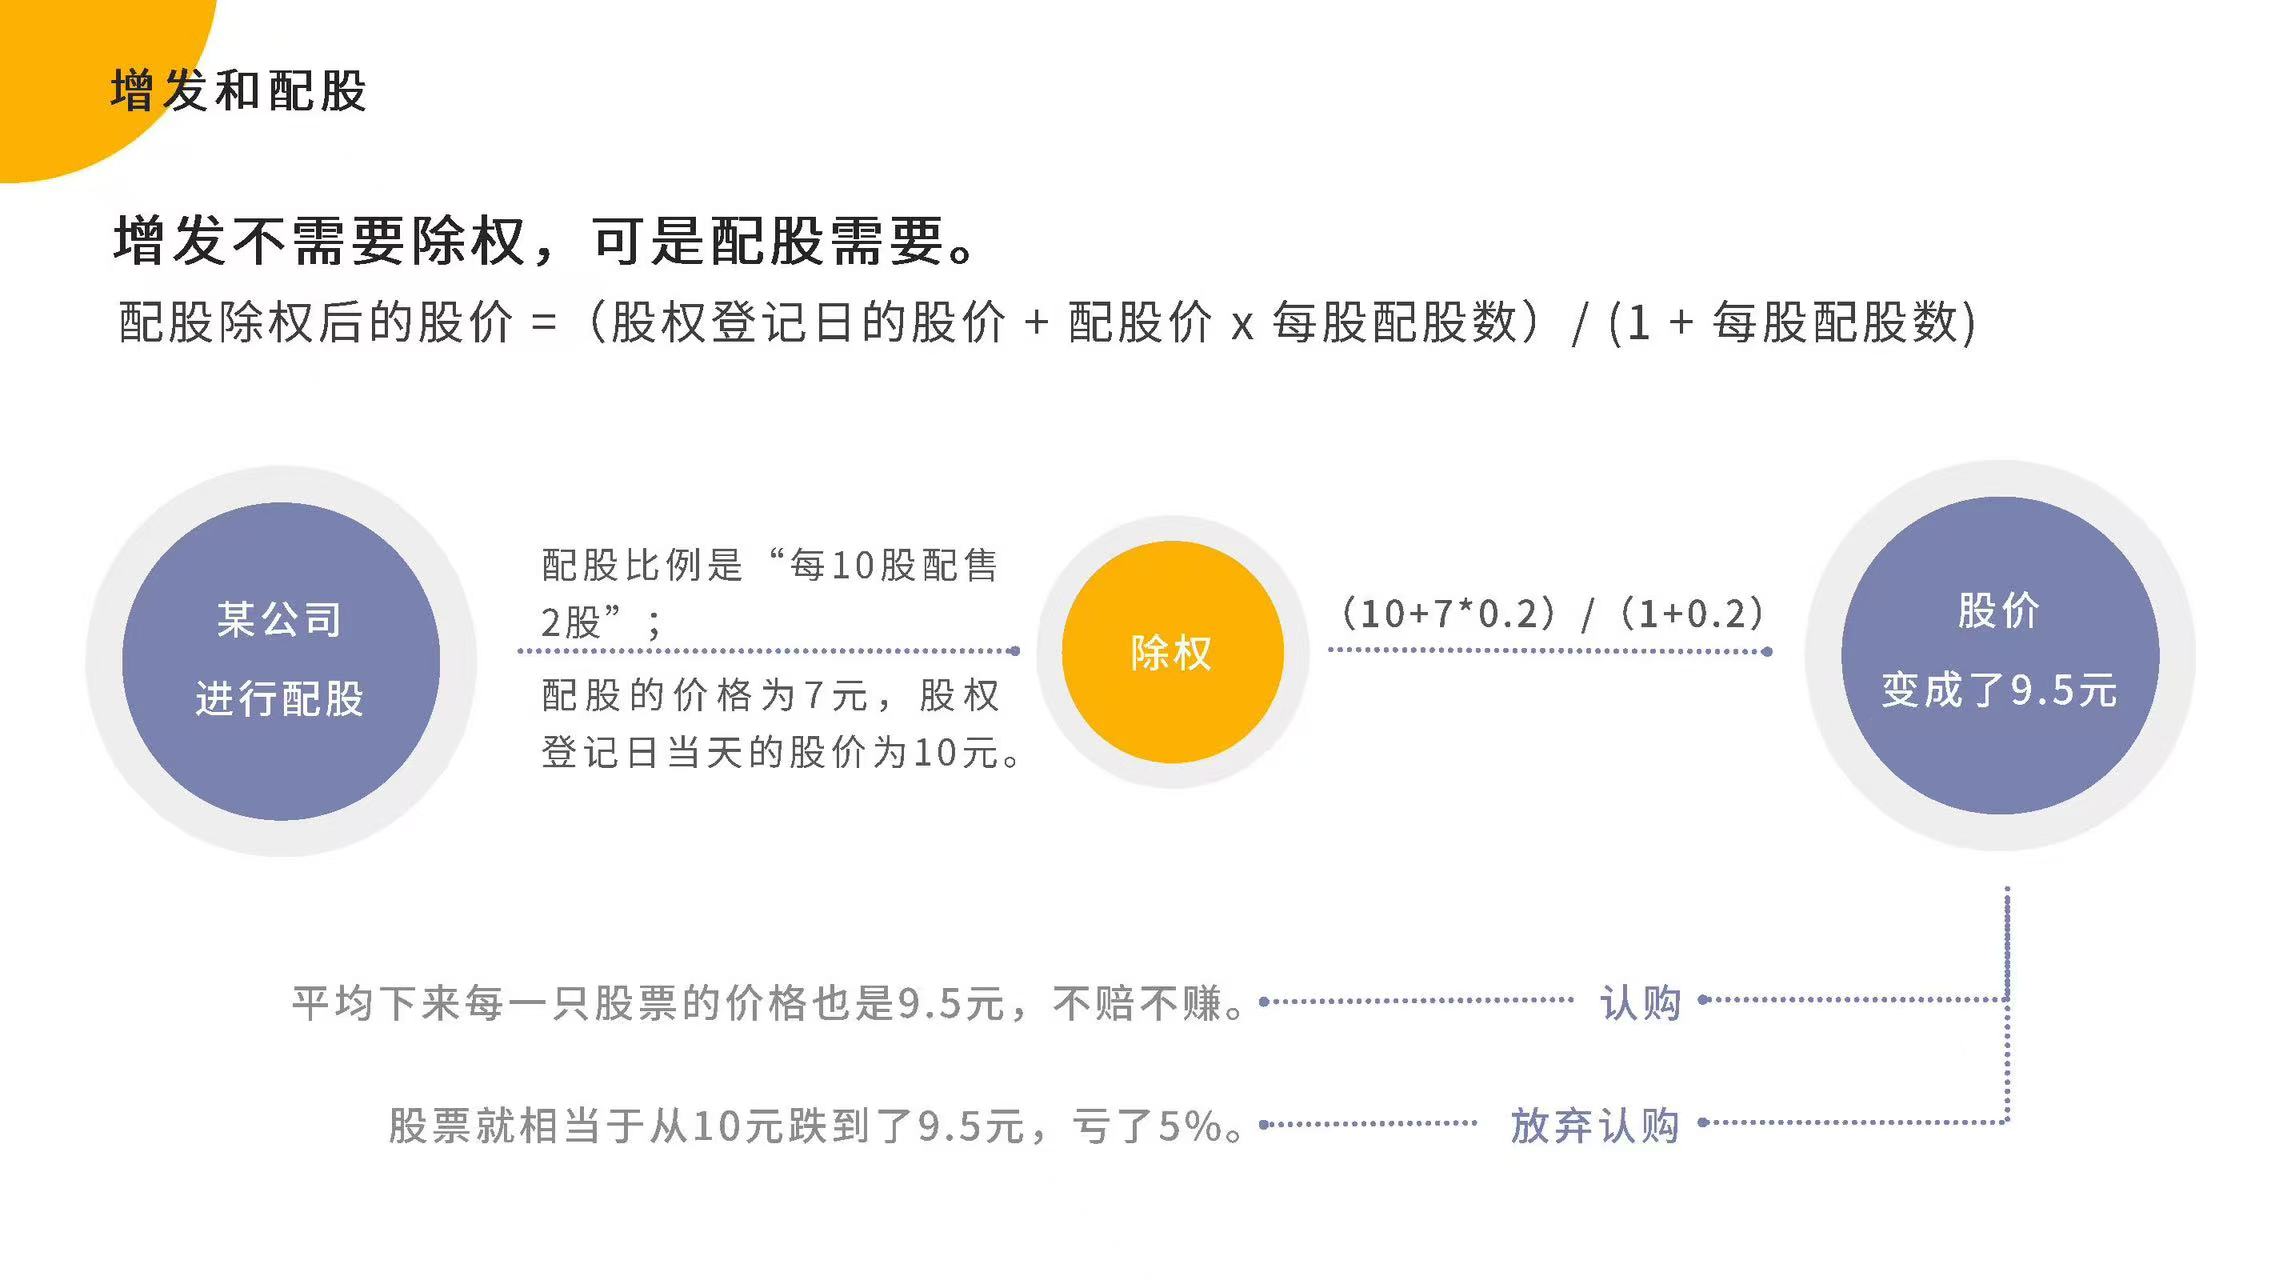 增发和配股
增发不需要除权，可是配股需要。
配股除权后的股价 =（股权登记日的股价 + 配股价 x 每股配股数）/ (1 + 每股配股数)
某公司
进行配股
配股比例是“每10股配售
2股”；
配股的价格为7元，股权
登记日当天的股价为10元。
除权
（10+7*0.2）/（1+0.2）
股价
变成了9.5元
平均下来每一只股票的价格也是9.5元，不赔不赚。
认购
股票就相当于从10元跌到了9.5元，亏了5%。
放弃认购